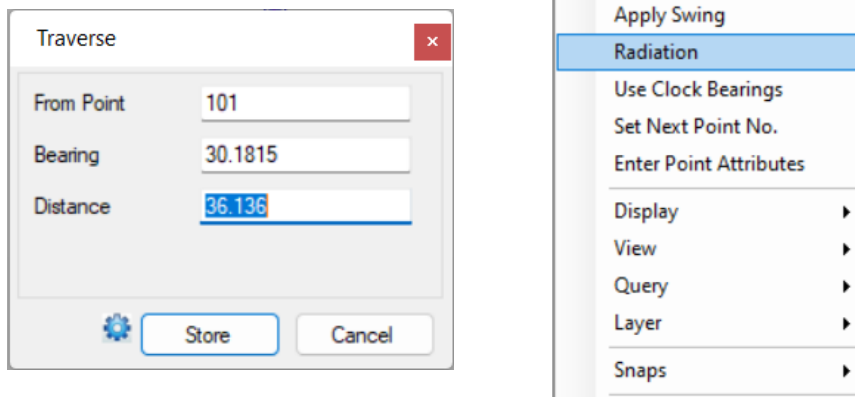 Traverse
From Point 101
Bearing 30.1815
Distance 36.136
Store Cancel
Apply Swing
Radiation
Use Clock Bearings
Set Next Point No.
Enter Point Attributes
Display
View
Query
Layer
Snaps